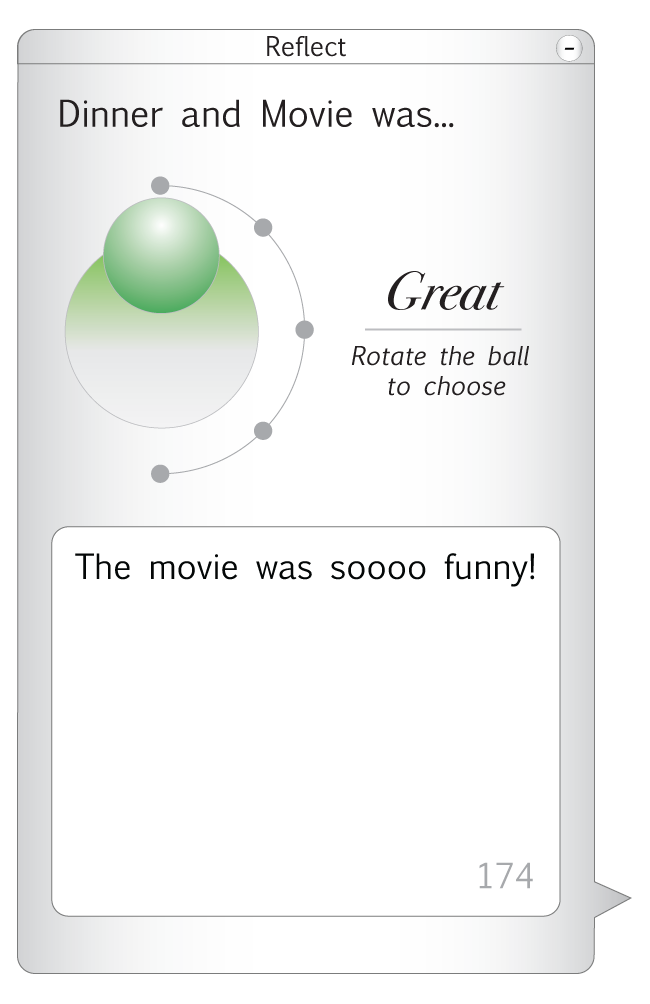 Reflect
-
Dinner and Movie was...
Great
Rotate the ball
to choose
The movie was soooo funny!
174